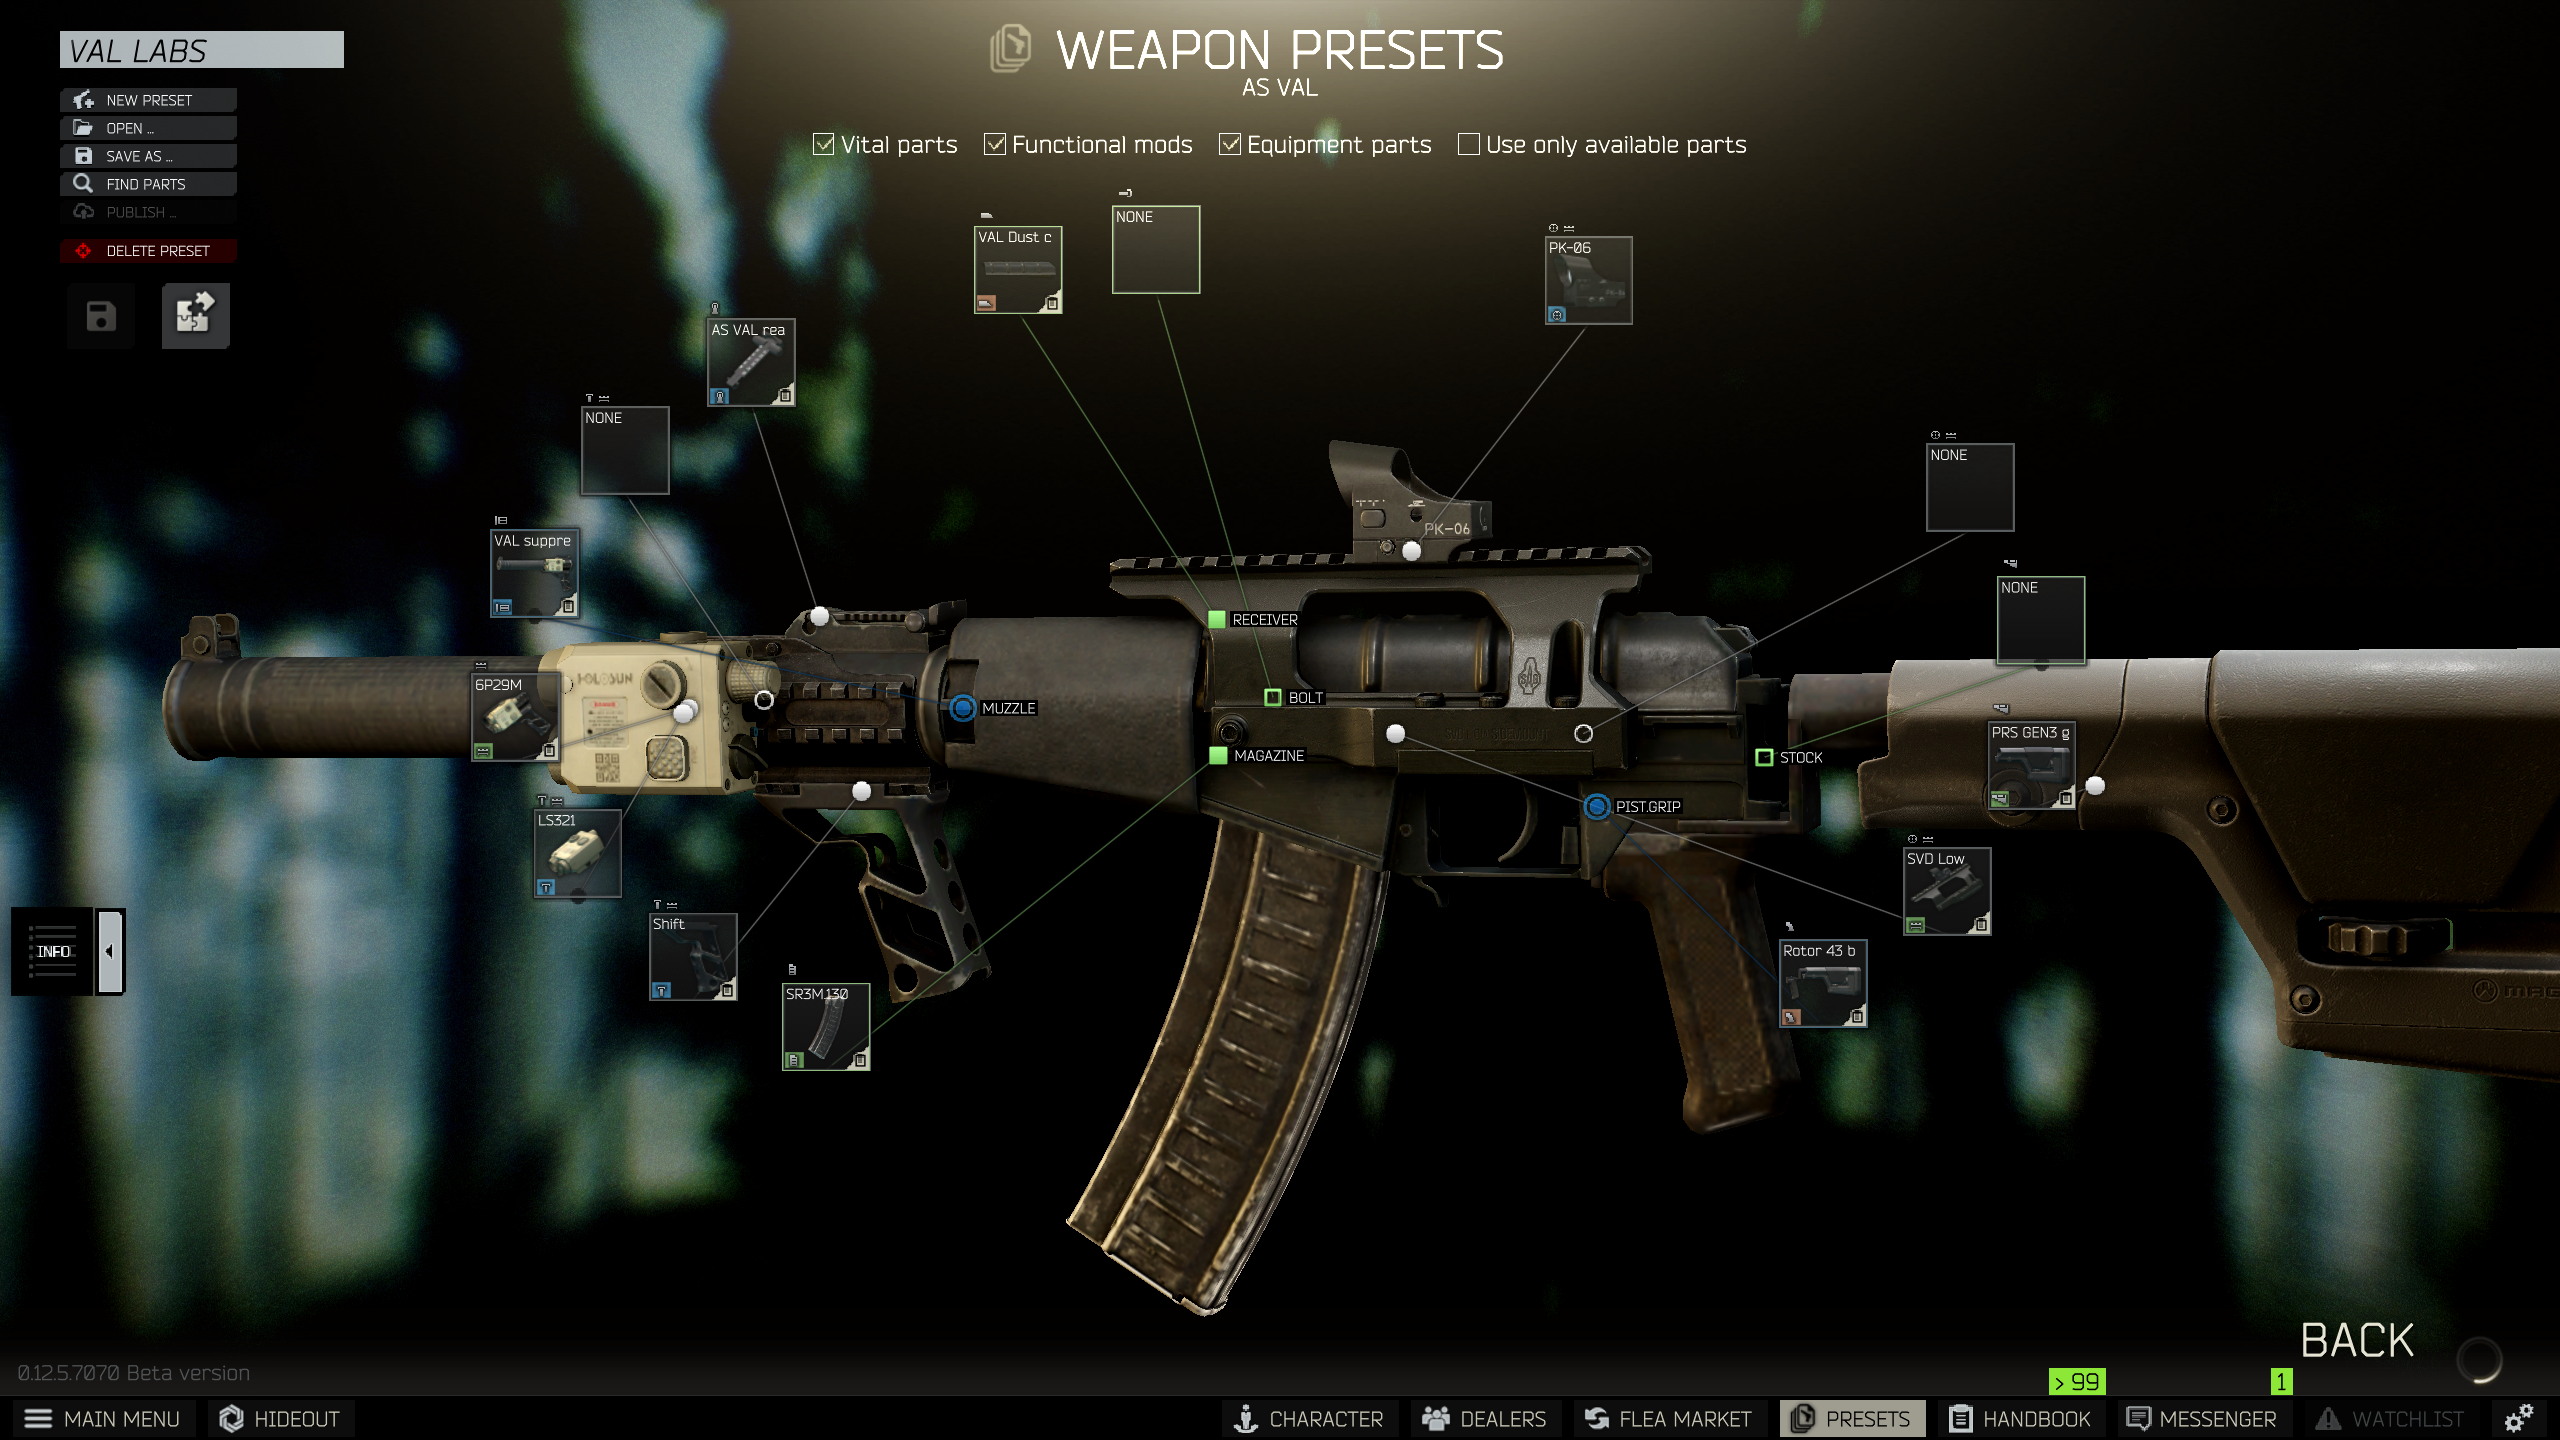 VAL LABS
NEW PRESET
OPEN ...
SAVE AS ...
FIND PARTS
PUBLISH ...
DELETE PRESET
WEAPON PRESETS
AS VAL
Vital parts
Functional mods
Equipment parts
Use only available parts
NONE
VAL Dust c
PK-06
AS VAL rea
NONE
NONE
VAL suppre
PK-06
NONE
RECEIVER
HOLOSUN
6P29M
BOLT
MUZZLE
PRS GEN3 g
MAGAZINE
STOCK
PIST.GRIP
LS321
SVD Low
Shift
Rotor 43 b
INFO
SR3M.130
MAG
BACK
0.12.5.7070 Beta version
> 99
1
MAIN MENU
HIDEOUT
CHARACTER
DEALERS
FLEA MARKET
PRESETS
HANDBOOK
MESSENGER
WATCHLIST